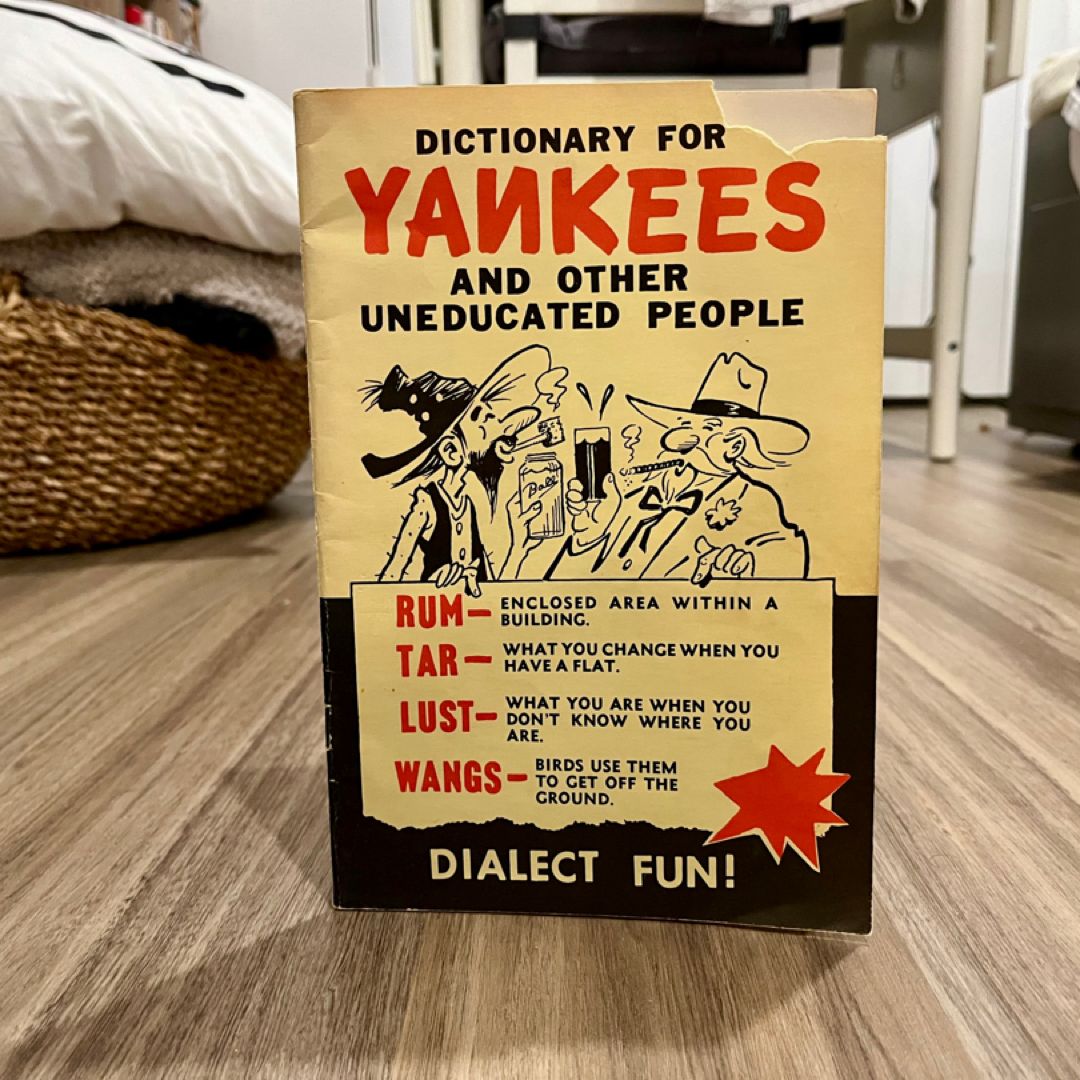 DICTIONARY FOR
YANKEES
AND OTHER
UNEDUCATED PEOPLE
Ball
RUM— ENCLOSED AREA WITHIN A
BUILDING.
TAR— WHAT YOU CHANGE WHEN YOU
HAVE A FLAT.
LUST— WHAT YOU ARE WHEN YOU
DON'T KNOW WHERE YOU
ARE.
WANGS— BIRDS USE THEM
TO GET OFF THE
GROUND.
DIALECT FUN!